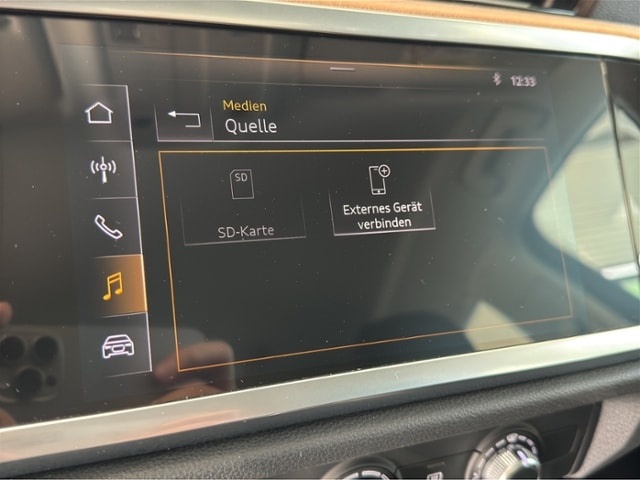 12:33
Medien
Quelle
SD
SD-Karte
Externes Gerät
verbinden